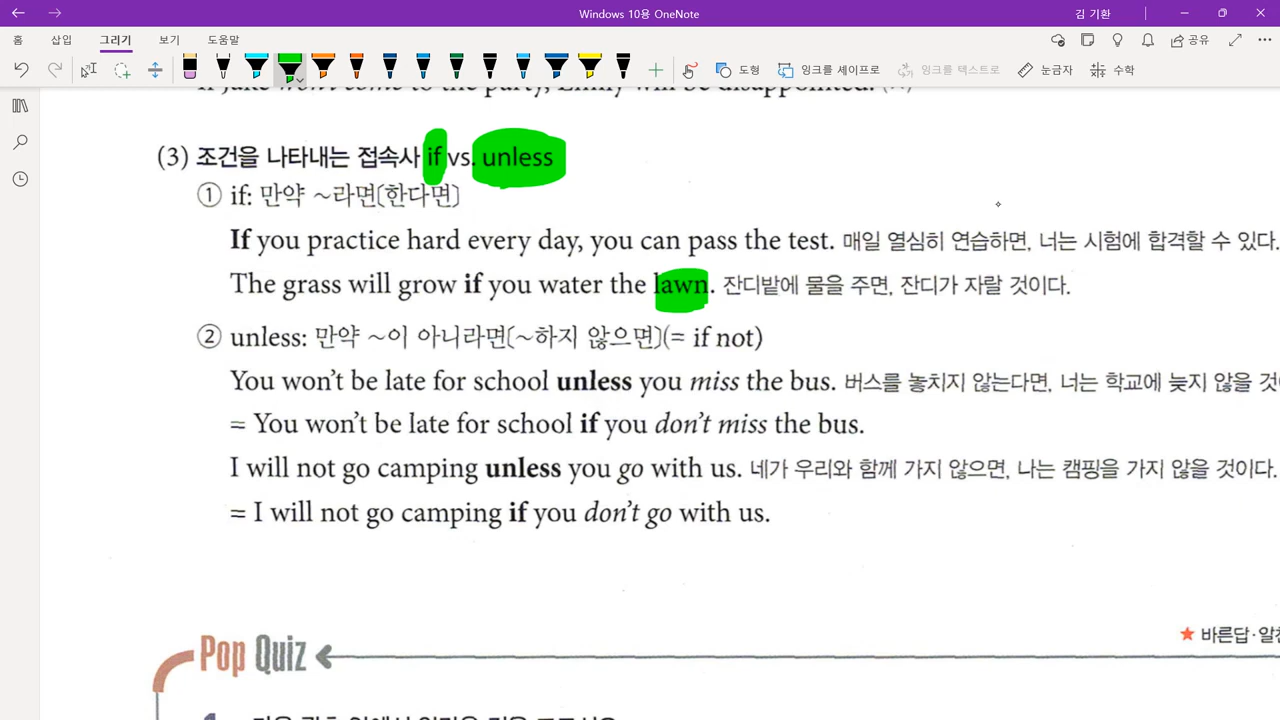 Windows 10용 OneNote
김 기환
홈 삽입 그리기 보기 도움말
공유
도형 잉크를 셰이프로 잉크를 텍스트로 눈금자 수학
If Jake won't come to the party, Emily will be disappointed. (×)
(3) 조건을 나타내는 접속사 if vs. unless
① if: 만약 ~라면[한다면]
If you practice hard every day, you can pass the test. 매일 열심히 연습하면, 너는 시험에 합격할 수 있다.
The grass will grow if you water the lawn. 잔디밭에 물을 주면, 잔디가 자랄 것이다.
② unless: 만약 ~이 아니라면[~하지 않으면](= if not)
You won't be late for school unless you miss the bus. 버스를 놓치지 않는다면, 너는 학교에 늦지 않을 것
= You won't be late for school if you don't miss the bus.
I will not go camping unless you go with us. 네가 우리와 함께 가지 않으면, 나는 캠핑을 가지 않을 것이다.
= I will not go camping if you don't go with us.
Pop Quiz
★ 바른답·알